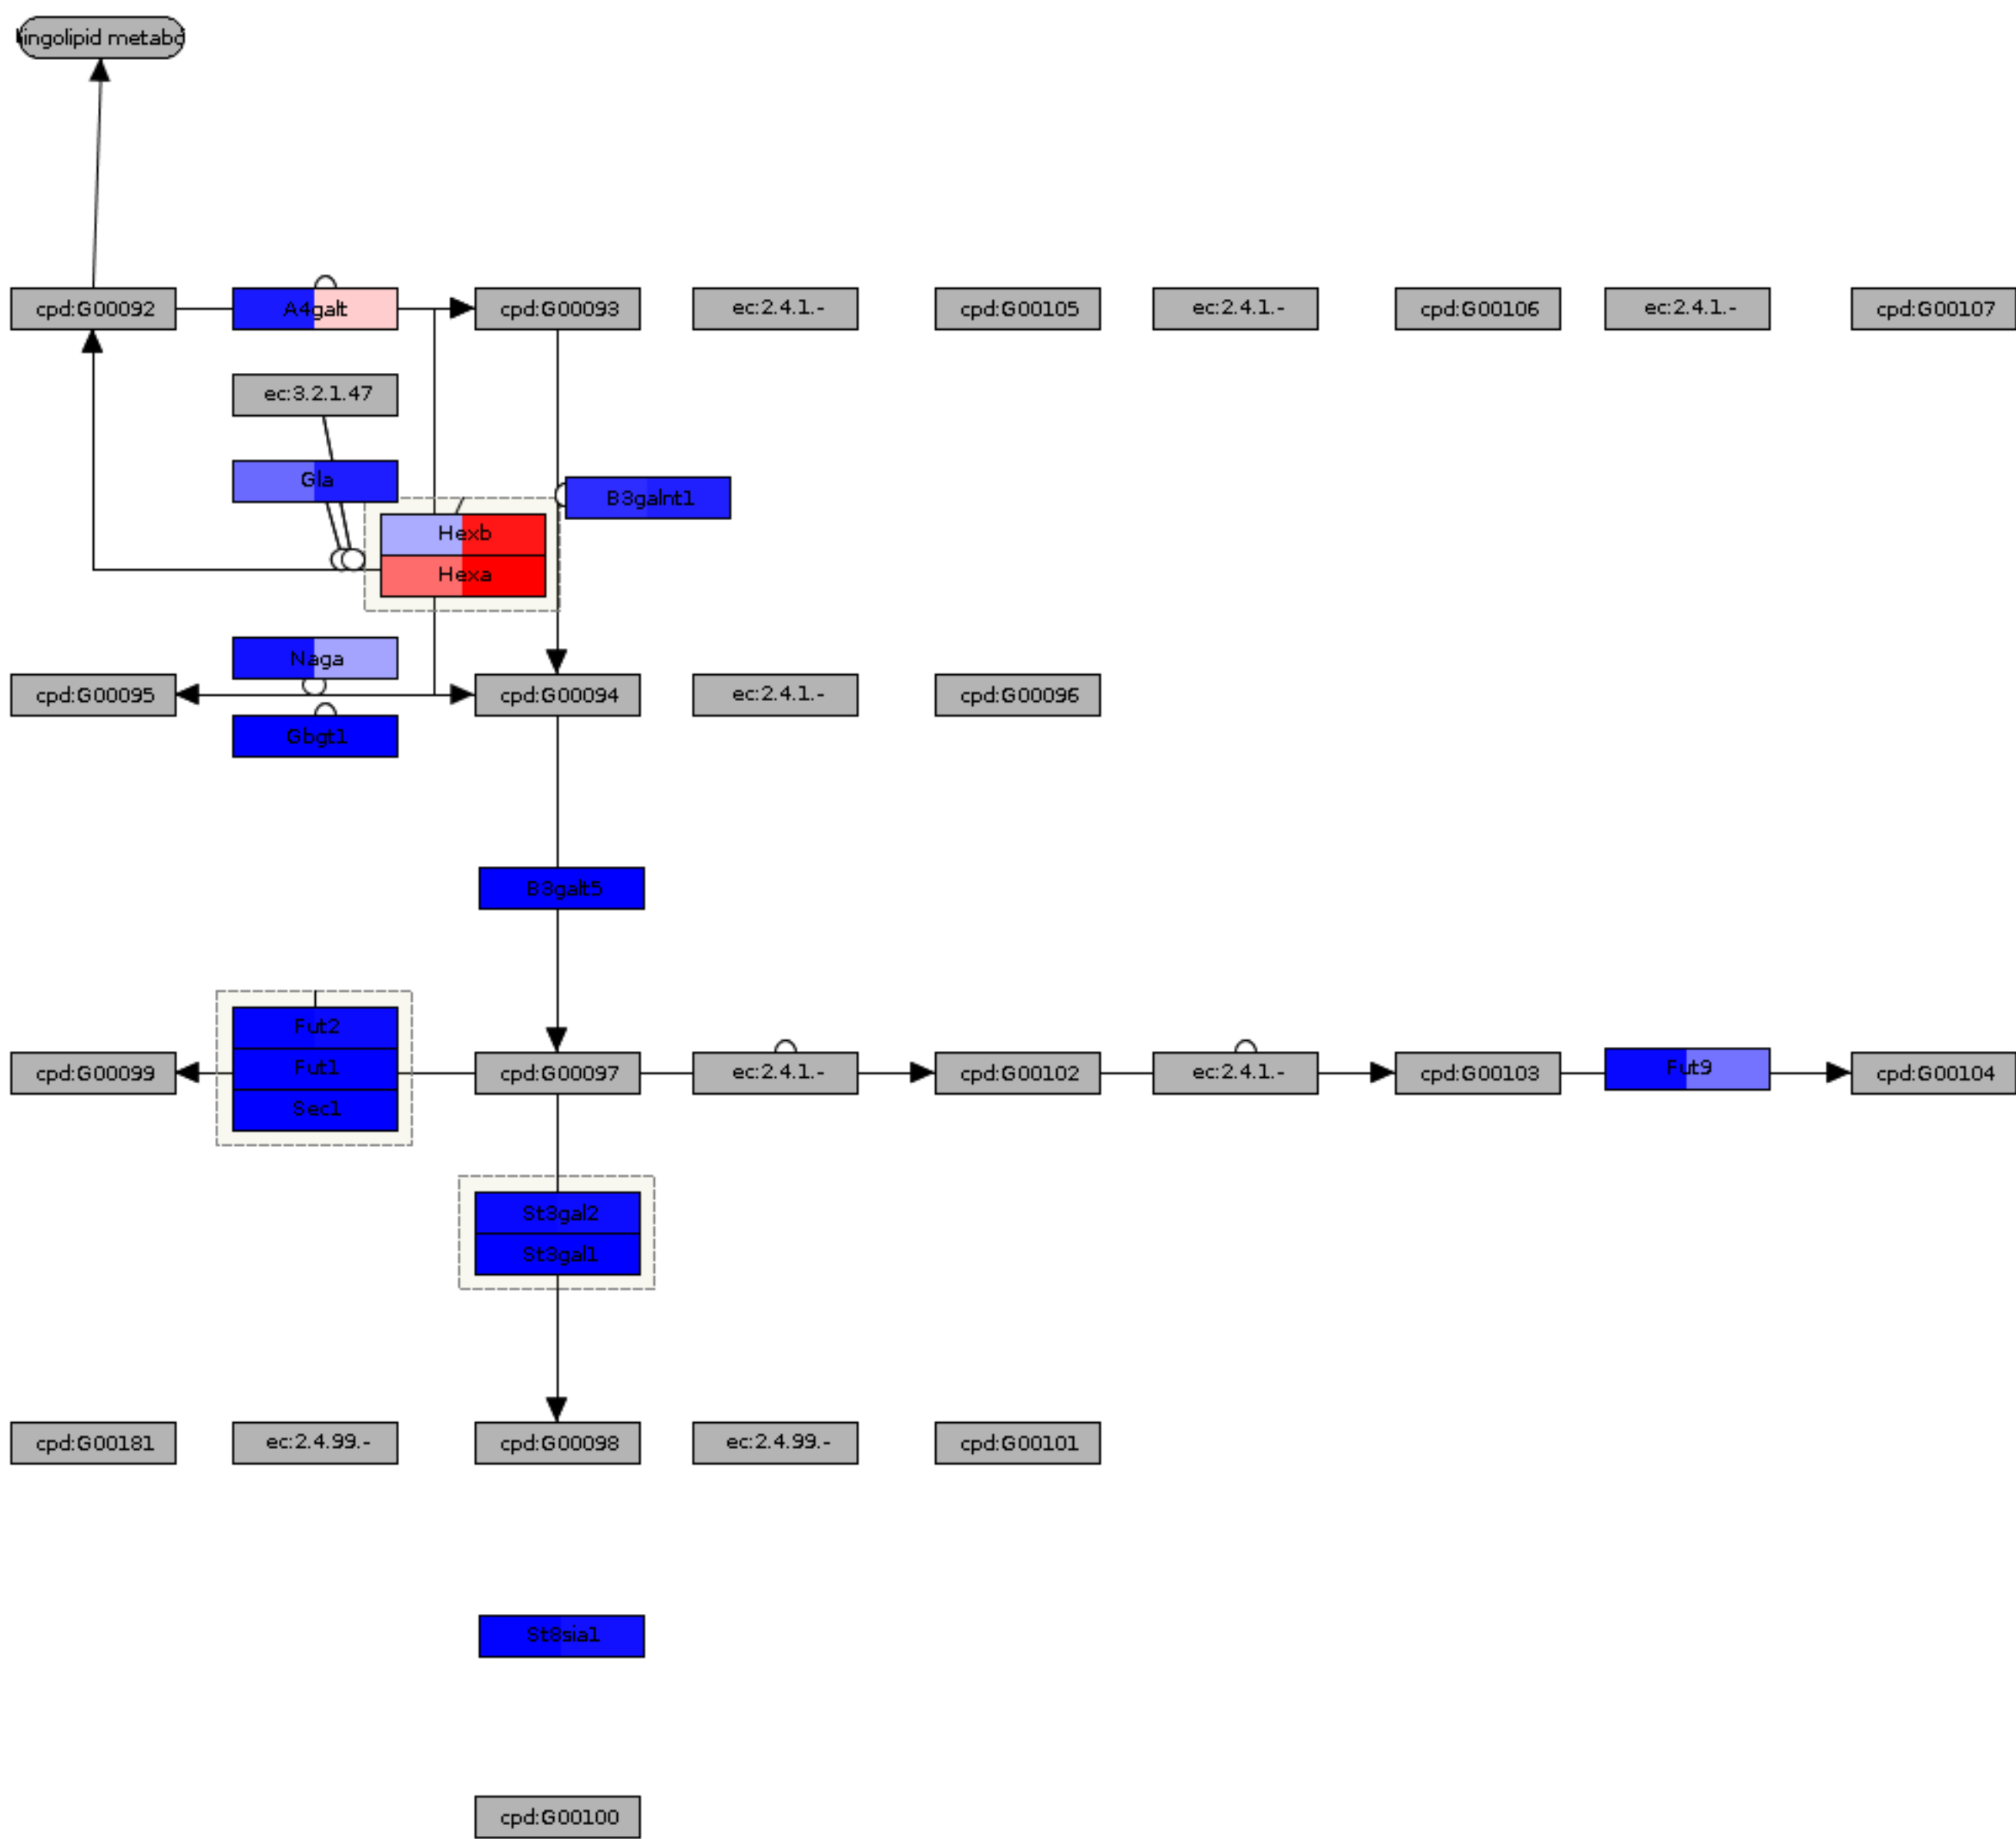 ingolipid metabo
cpd:G00092
A4galt
cpd:G00093
ec:2.4.1.-
cpd:G00105
ec:2.4.1.-
cpd:G00106
ec:2.4.1.-
cpd:G00107
ec:3.2.1.47
Gla
B3galnt1
Hexb
Hexa
Naga
cpd:G00095
cpd:G00094
ec:2.4.1.-
cpd:G00096
Gbgt1
B3galt5
Fut2
Fut1
Sec1
cpd:G00099
cpd:G00097
ec:2.4.1.-
cpd:G00102
ec:2.4.1.-
cpd:G00103
Fut9
cpd:G00104
St3gal2
St3gal1
cpd:G00181
ec:2.4.99.-
cpd:G00098
ec:2.4.99.-
cpd:G00101
St8sia1
cpd:G00100